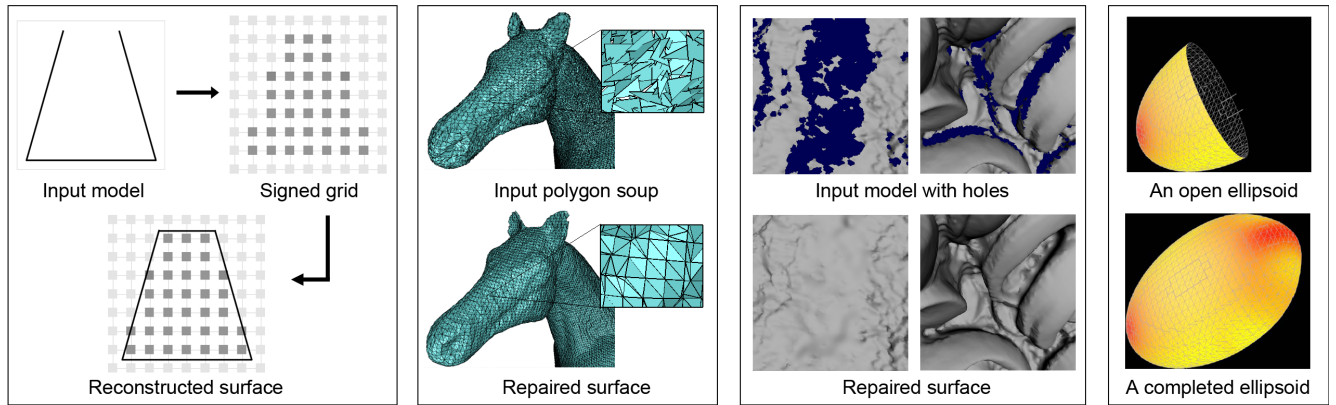 Input model
Signed grid
Reconstructed surface
Input polygon soup
Repaired surface
Input model with holes
Repaired surface
An open ellipsoid
A completed ellipsoid